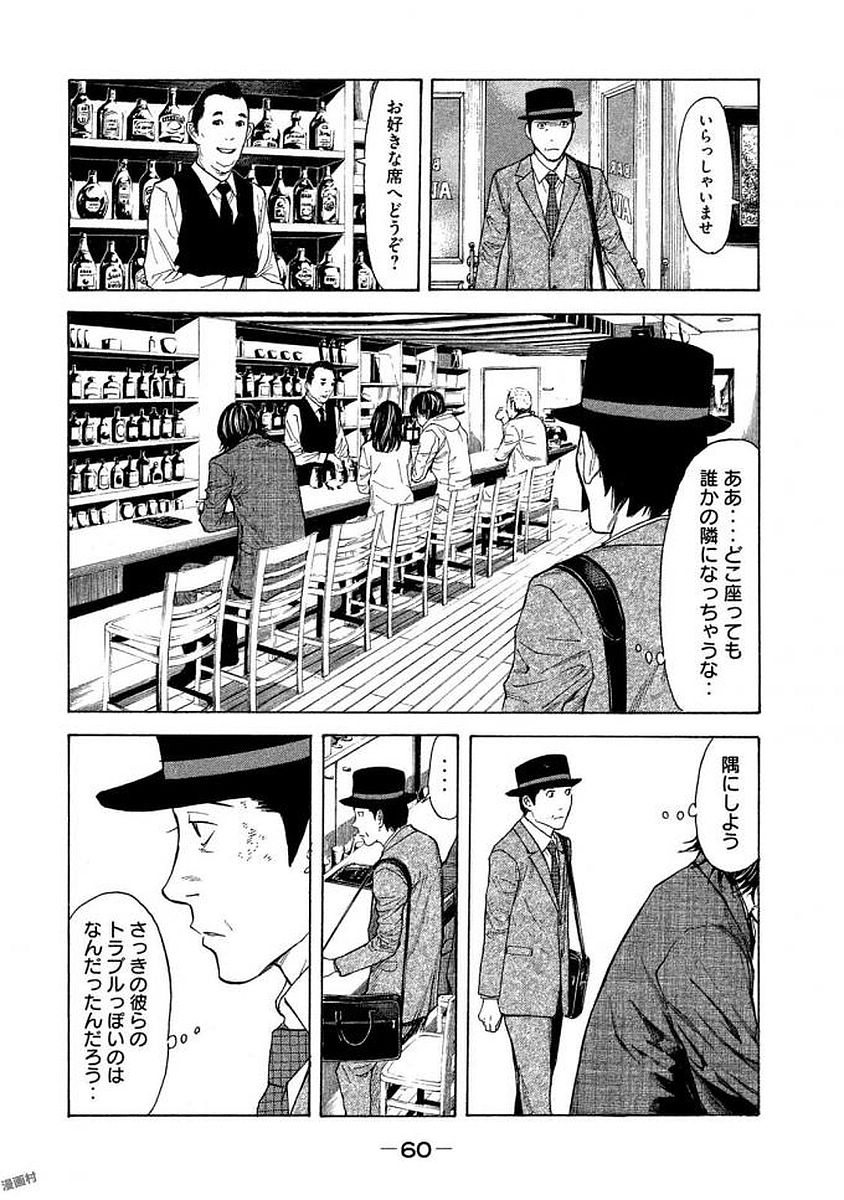 いらっしゃいませ
BAR
お好きな席へどうぞ?
ああ‥‥どこ座っても
誰かの隣になっちゃうな‥
隅にしよう
‥‥
さっきの彼らの
トラブルっぽいのは
なんだったんだろう‥
—60—
漫画村